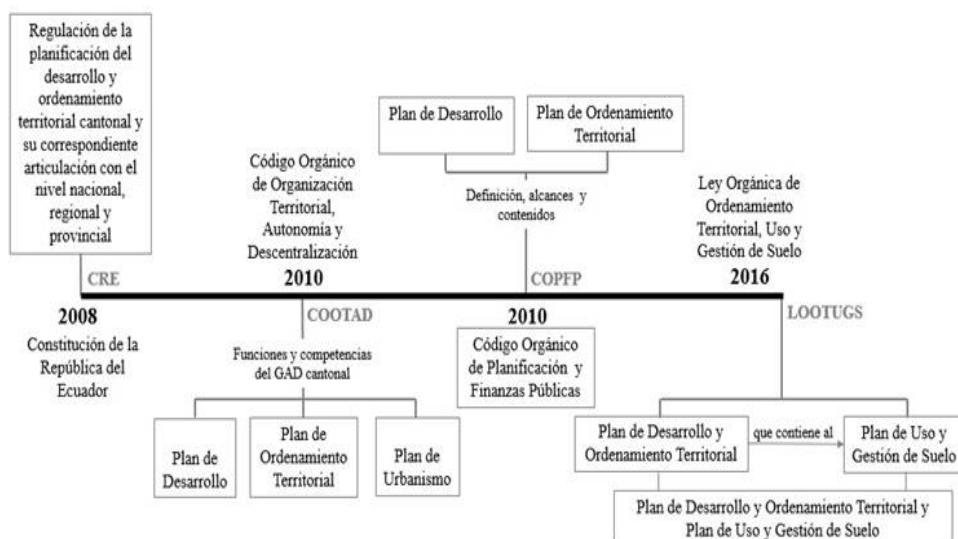 Regulación de la
planificación del
desarrollo y
ordenamiento
territorial cantonal y
su correspondiente
articulación con el
nivel nacional,
regional y
provincial
CRE
2008
Constitución de la
República del
Ecuador
Código Orgánico
de Organización
Territorial,
Autonomía y
Descentralización
2010
COOTAD
Funciones y competencias
del GAD cantonal
Plan de
Desarrollo
Plan de
Ordenamiento
Territorial
Plan de
Urbanismo
Plan de Desarrollo
Plan de Ordenamiento
Territorial
Definición, alcances y
contenidos
COPFP
2010
Código Orgánico
de Planificación y
Finanzas Públicas
Ley Orgánica de
Ordenamiento
Territorial, Uso y
Gestión de Suelo
2016
LOOTUGS
Plan de Desarrollo y
Ordenamiento Territorial
que contiene al
Plan de Uso y
Gestión de Suelo
Plan de Desarrollo y Ordenamiento Territorial y
Plan de Uso y Gestión de Suelo